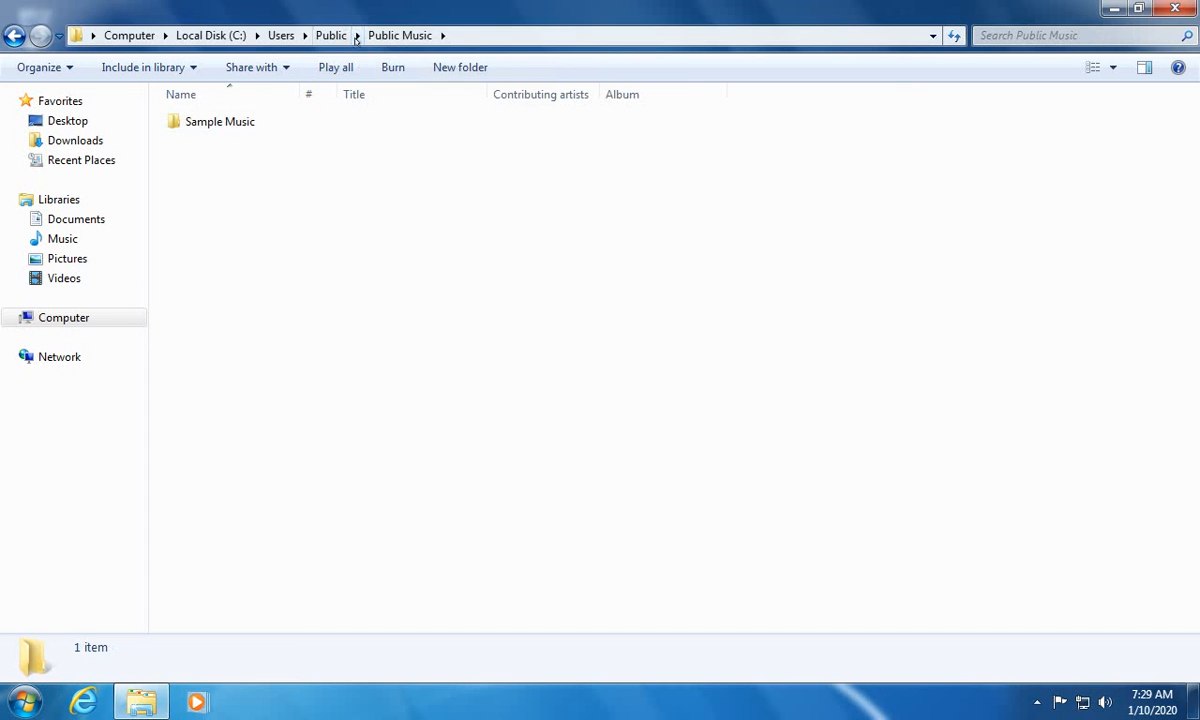 Computer Local Disk (C:) Users Public Public Music Search Public Music
Organize Include in library Share with Play all Burn New folder
Favorites
Desktop
Downloads
Recent Places
Libraries
Documents
Music
Pictures
Videos
Computer
Network
Name # Title Contributing artists Album
Sample Music
1 item
7:29 AM
1/10/2020